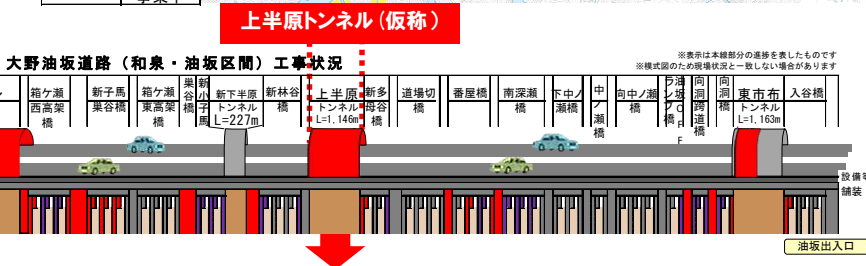 事業中
上半原トンネル(仮称)
大野油坂道路(和泉・油坂区間)工事状況
※表示は本線部分の進捗を表したものです
※模式図のため現場状況と一致しない場合があります
箱ケ瀬
西高架
橋
新子馬
巣谷橋
箱ケ瀬
東高架
橋
巣谷橋
新小子馬
新下半原
トンネル
L=227m
新林谷
橋
上半原
トンネル
L=1,146m
新多
母谷
橋
道場切
橋
番屋橋
南深瀬
橋
下中ノ
瀬橋
中ノ瀬橋
向中ノ瀬
橋
油坂OFF
ランプ橋
向洞跨道橋
向洞橋
東市布
トンネル
L=1,163m
入谷橋
設備等
舗装
油坂出入口